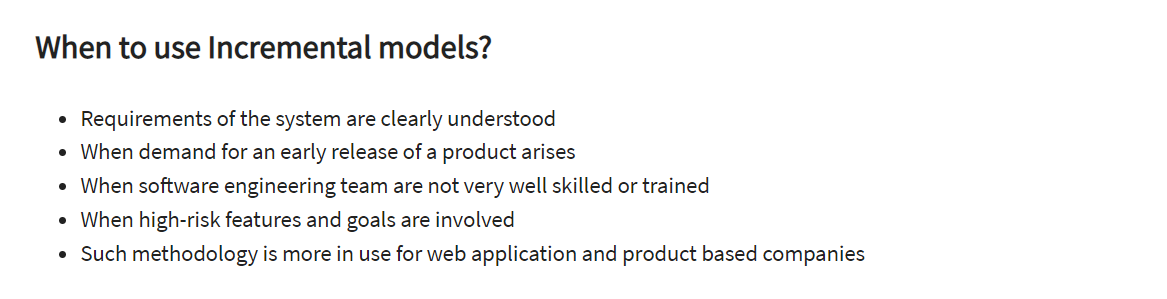 When to use Incremental models?
• Requirements of the system are clearly understood
• When demand for an early release of a product arises
• When software engineering team are not very well skilled or trained
• When high-risk features and goals are involved
• Such methodology is more in use for web application and product based companies